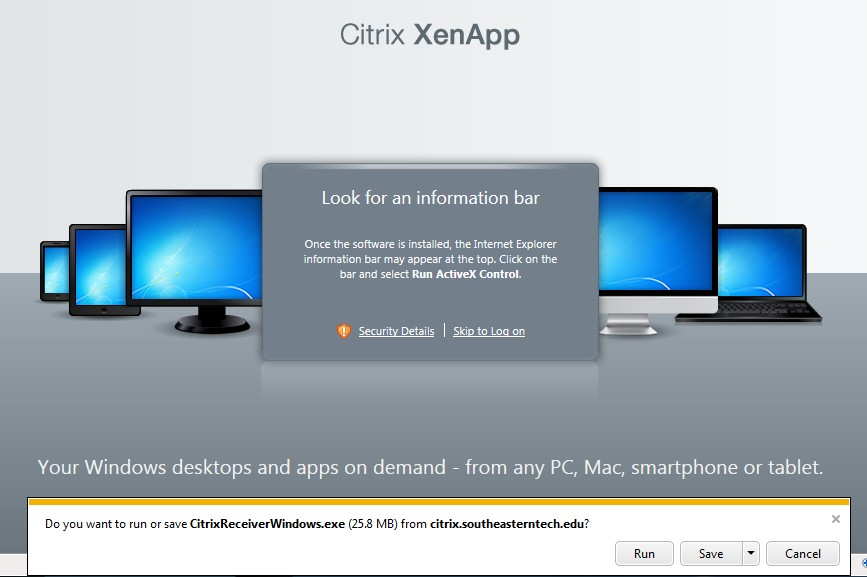 Citrix XenApp
Look for an information bar
Once the software is installed, the Internet Explorer
information bar may appear at the top. Click on the
bar and select Run ActiveX Control.
Security Details | Skip to Log on
Your Windows desktops and apps on demand - from any PC, Mac, smartphone or tablet.
Do you want to run or save CitrixReceiverWindows.exe (25.8 MB) from citrix.southeasterntech.edu?
Run Save Cancel